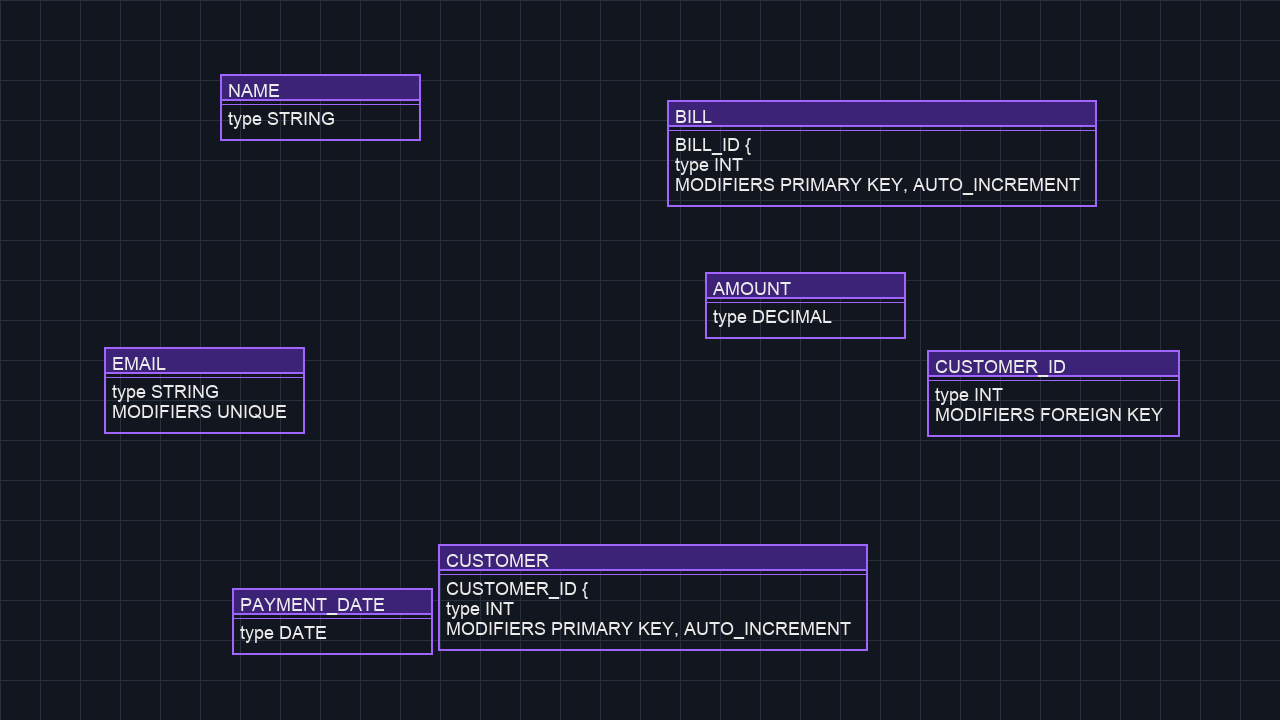 NAME
type STRING
BILL
BILL_ID {
type INT
MODIFIERS PRIMARY KEY, AUTO_INCREMENT
AMOUNT
type DECIMAL
EMAIL
type STRING
MODIFIERS UNIQUE
CUSTOMER_ID
type INT
MODIFIERS FOREIGN KEY
CUSTOMER
CUSTOMER_ID {
type INT
MODIFIERS PRIMARY KEY, AUTO_INCREMENT
PAYMENT_DATE
type DATE